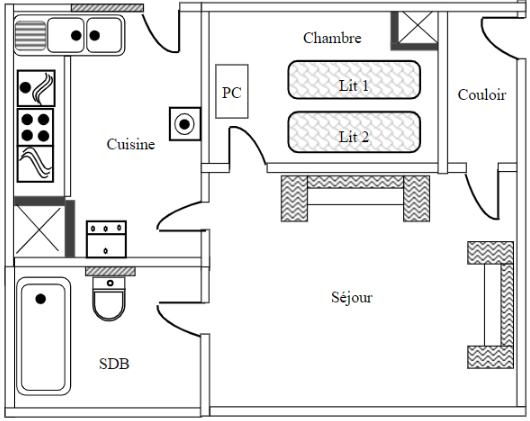 Chambre
PC
Lit 1
Couloir
Lit 2
Cuisine
Séjour
SDB